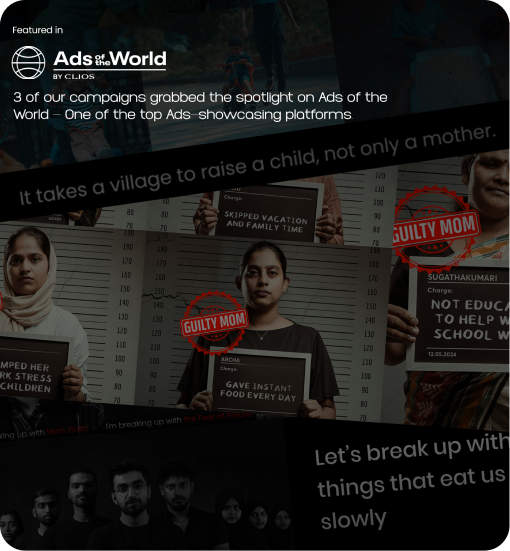 Featured in
Ads of the World
BY CLIOS
3 of our campaigns grabbed the spotlight on Ads of the
World – One of the top Ads-showcasing platforms
It takes a village to raise a child, not only a mother.
Charge:
SKIPPED VACATION
AND FAMILY TIME
GUILTY MOM
SUGATHAKUMARI
Charge:
NOT EDUCA
TO HELP W
SCHOOL W
12.05.2024
GUILTY MOM
ARCHA
Charge:
GAVE INSTANT
FOOD EVERY DAY
MPED HER
RK STRESS
CHILDREN
I'm breaking up with
Let's break up with
things that eat us
slowly